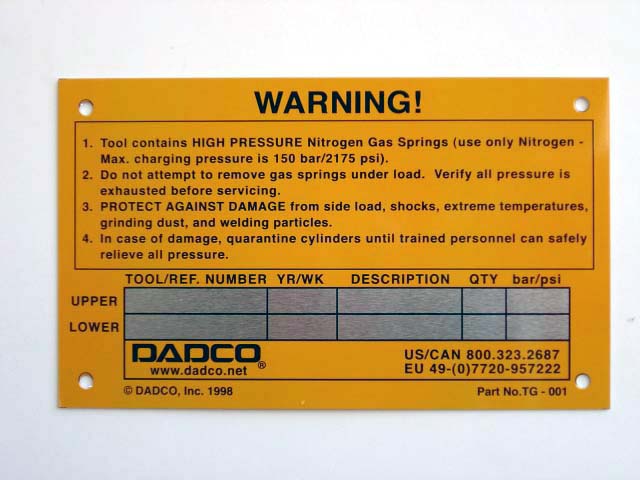 WARNING!
1. Tool contains HIGH PRESSURE Nitrogen Gas Springs (use only Nitrogen -
Max. charging pressure is 150 bar/2175 psi).
2. Do not attempt to remove gas springs under load. Verify all pressure is
exhausted before servicing.
3. PROTECT AGAINST DAMAGE from side load, shocks, extreme temperatures,
grinding dust, and welding particles.
4. In case of damage, quarantine cylinders until trained personnel can safely
relieve all pressure.
TOOL/REF. NUMBER YR/WK DESCRIPTION QTY bar/psi
UPPER
LOWER
DADCO®
www.dadco.net
US/CAN 800.323.2687
EU 49-(0)7720-957222
© DADCO, Inc. 1998
Part No.TG - 001